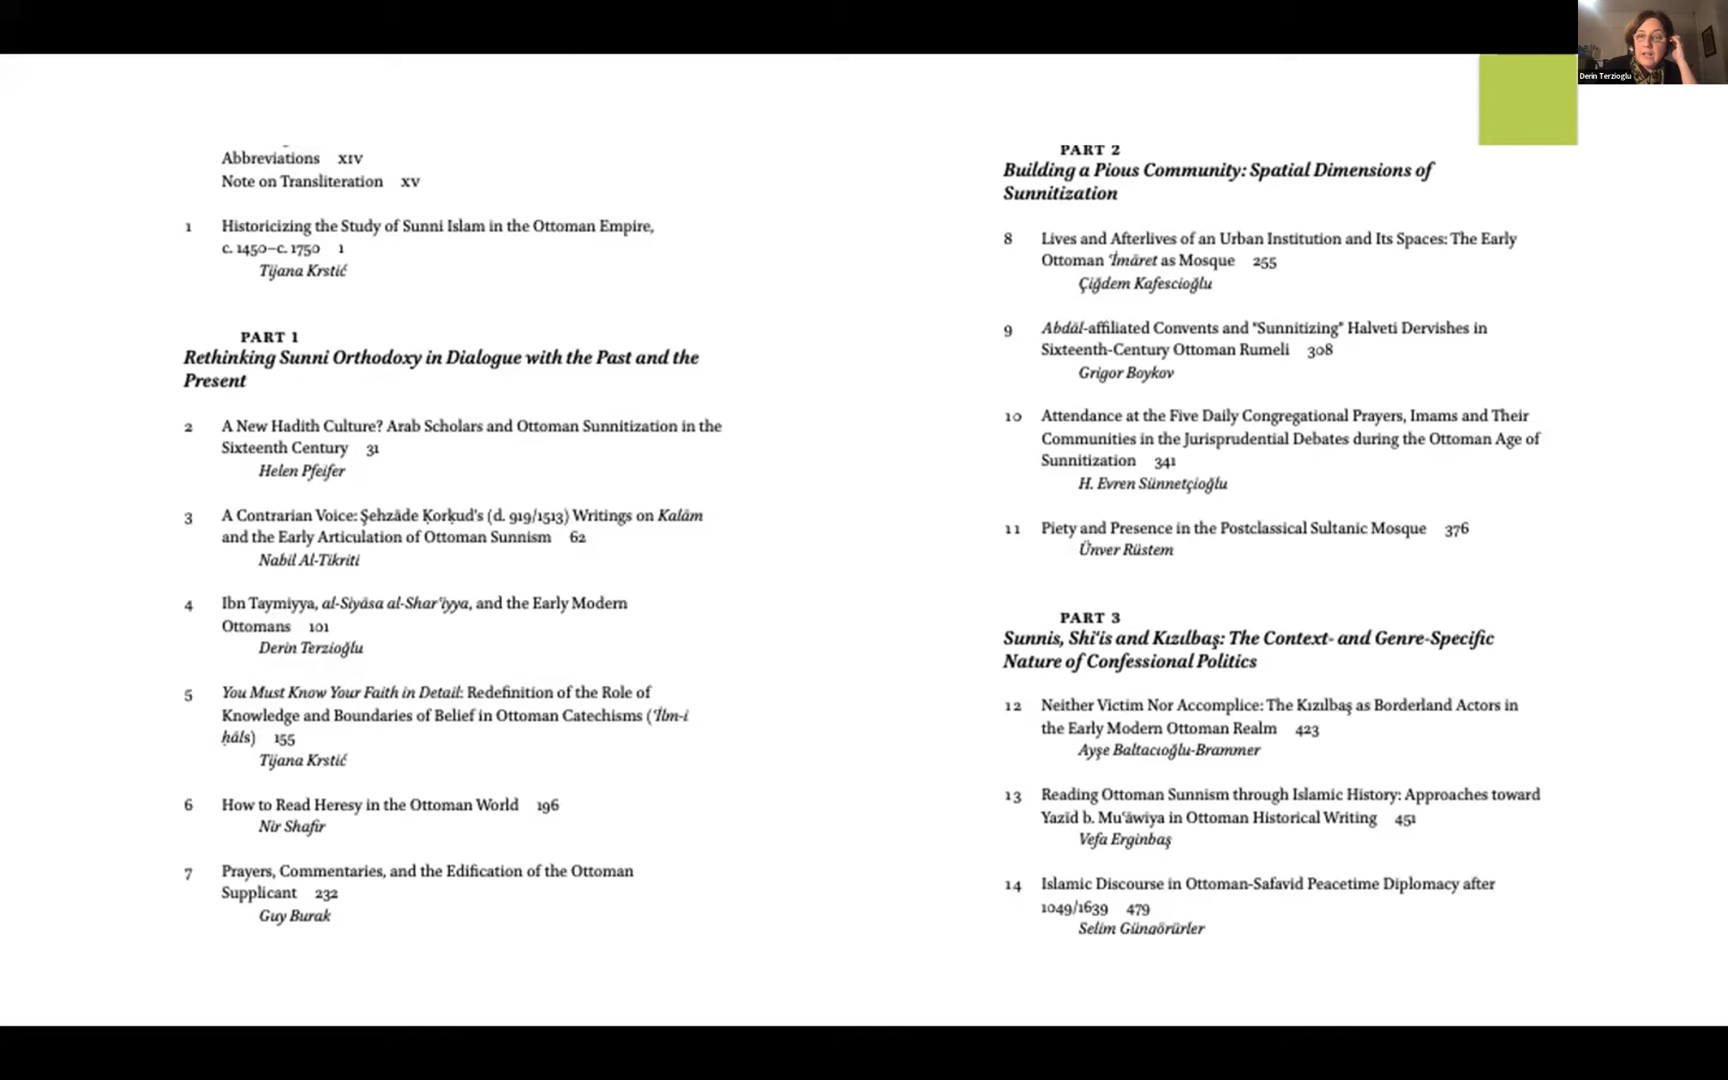 Derin Terzioglu
Abbreviations XIV
Note on Transliteration XV
1 Historicizing the Study of Sunni Islam in the Ottoman Empire,
c. 1450–c. 1750 1
Tijana Krstić
PART 1
Rethinking Sunni Orthodoxy in Dialogue with the Past and the
Present
2 A New Hadith Culture? Arab Scholars and Ottoman Sunnitization in the
Sixteenth Century 31
Helen Pfeifer
3 A Contrarian Voice: Şehzāde Ḳorḳud's (d. 919/1513) Writings on Kalām
and the Early Articulation of Ottoman Sunnism 62
Nabil Al-Tikriti
4 Ibn Taymiyya, al-Siyāsa al-Sharʿiyya, and the Early Modern
Ottomans 101
Derin Terzioğlu
5 You Must Know Your Faith in Detail: Redefinition of the Role of
Knowledge and Boundaries of Belief in Ottoman Catechisms (ʿİlm-i
ḥāls) 155
Tijana Krstić
6 How to Read Heresy in the Ottoman World 196
Nir Shafir
7 Prayers, Commentaries, and the Edification of the Ottoman
Supplicant 232
Guy Burak
PART 2
Building a Pious Community: Spatial Dimensions of
Sunnitization
8 Lives and Afterlives of an Urban Institution and Its Spaces: The Early
Ottoman ʿİmāret as Mosque 255
Çiğdem Kafescioğlu
9 Abdāl-affiliated Convents and "Sunnitizing" Halveti Dervishes in
Sixteenth-Century Ottoman Rumeli 308
Grigor Boykov
10 Attendance at the Five Daily Congregational Prayers, Imams and Their
Communities in the Jurisprudential Debates during the Ottoman Age of
Sunnitization 341
H. Evren Sünnetçioğlu
11 Piety and Presence in the Postclassical Sultanic Mosque 376
Ünver Rüstem
PART 3
Sunnis, Shiʿis and Kızılbaş: The Context- and Genre-Specific
Nature of Confessional Politics
12 Neither Victim Nor Accomplice: The Kızılbaş as Borderland Actors in
the Early Modern Ottoman Realm 423
Ayşe Baltacıoğlu-Brammer
13 Reading Ottoman Sunnism through Islamic History: Approaches toward
Yazīd b. Muʿāwiya in Ottoman Historical Writing 451
Vefa Erginbaş
14 Islamic Discourse in Ottoman-Safavid Peacetime Diplomacy after
1049/1639 479
Selim Güngörürler